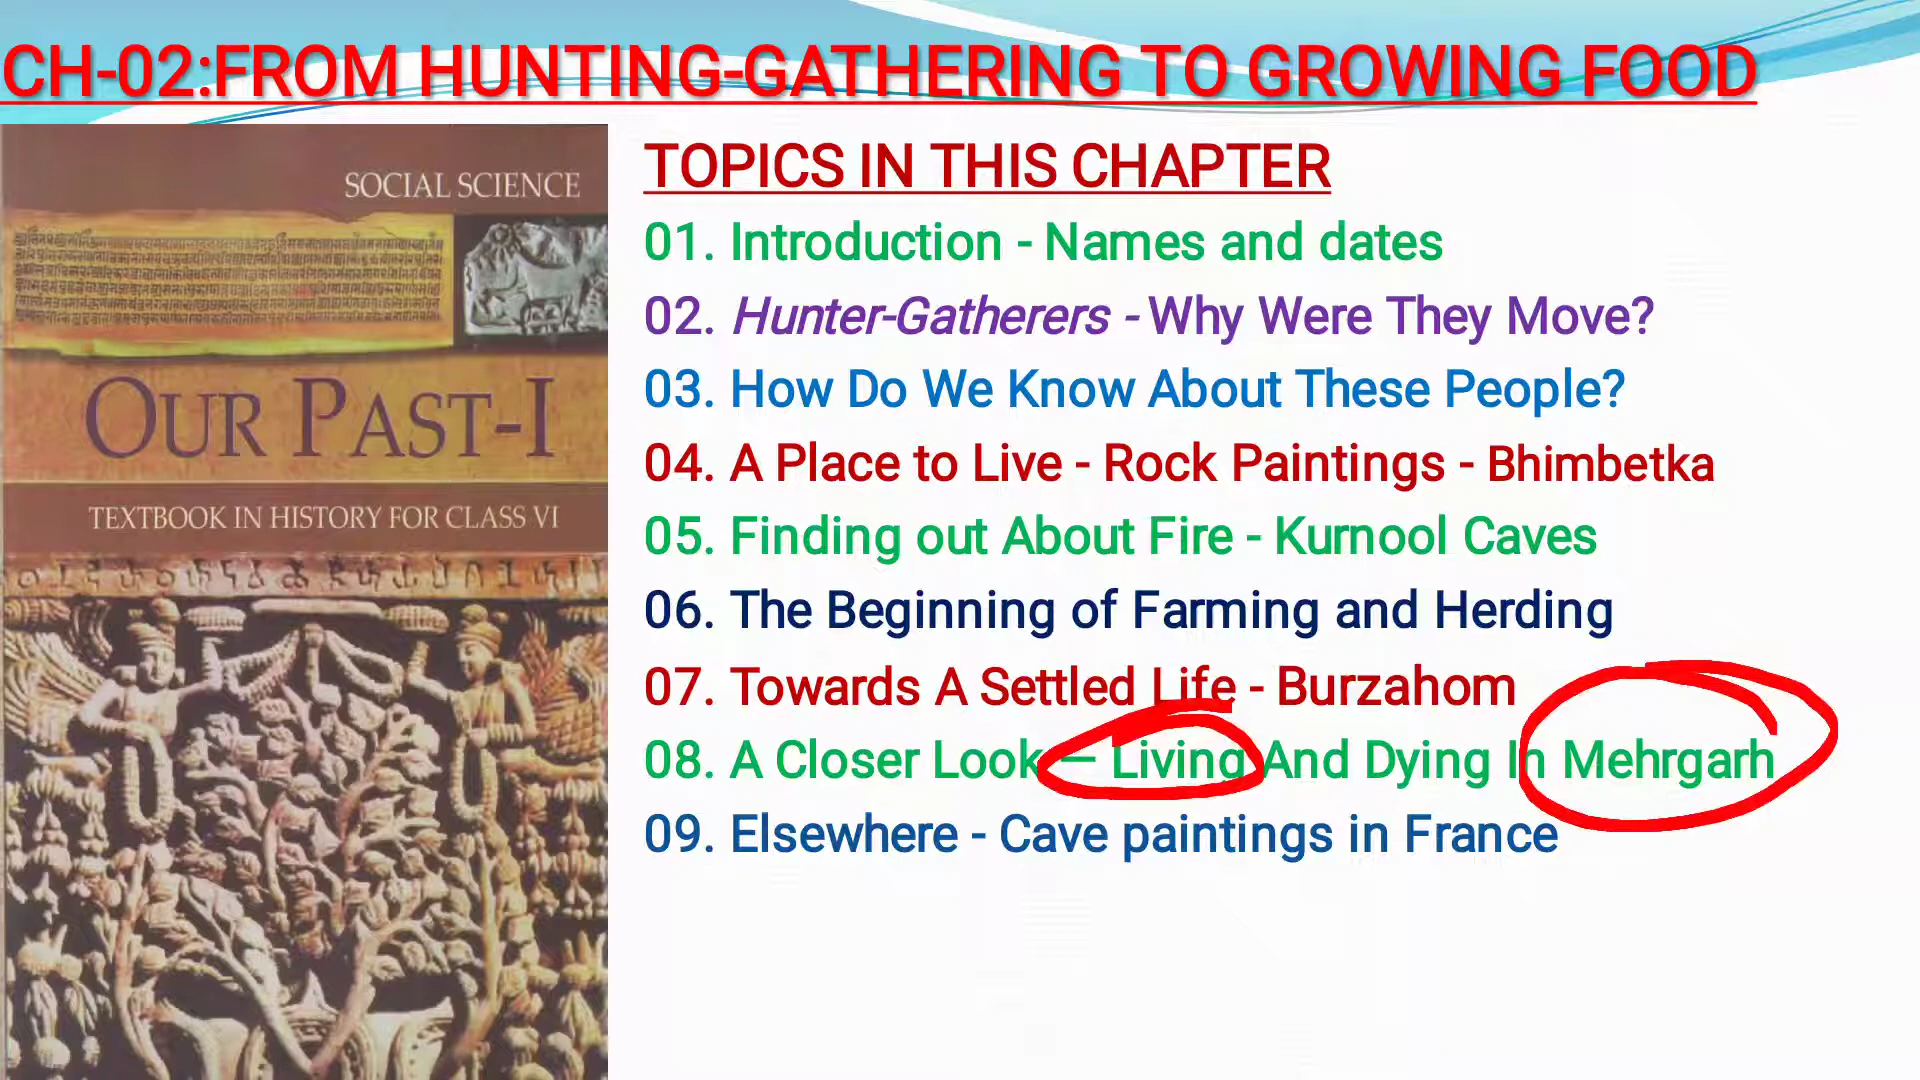 CH-02:FROM HUNTING-GATHERING TO GROWING FOOD
SOCIAL SCIENCE
OUR PAST-I
TEXTBOOK IN HISTORY FOR CLASS VI
TOPICS IN THIS CHAPTER
01. Introduction - Names and dates
02. Hunter-Gatherers - Why Were They Move?
03. How Do We Know About These People?
04. A Place to Live - Rock Paintings - Bhimbetka
05. Finding out About Fire - Kurnool Caves
06. The Beginning of Farming and Herding
07. Towards A Settled Life - Burzahom
08. A Closer Look — Living And Dying In Mehrgarh
09. Elsewhere - Cave paintings in France